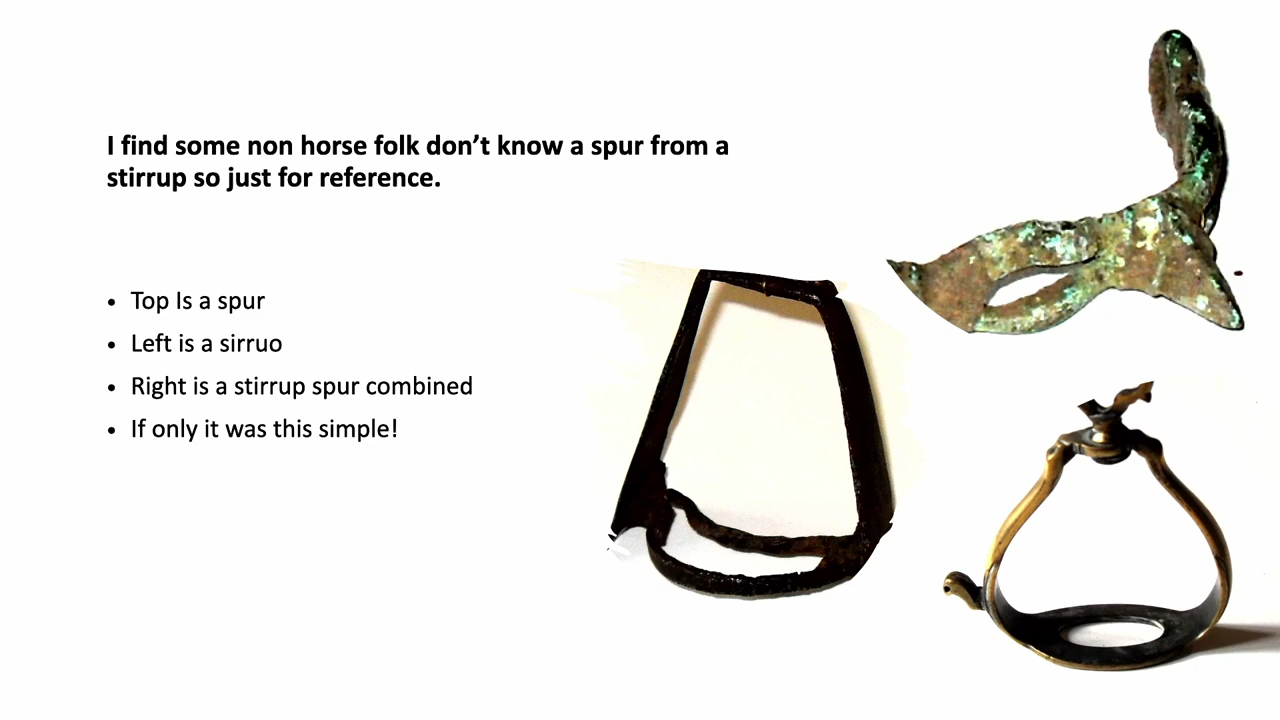 I find some non horse folk don’t know a spur from a
stirrup so just for reference.
• Top Is a spur
• Left is a sirruo
• Right is a stirrup spur combined
• If only it was this simple!